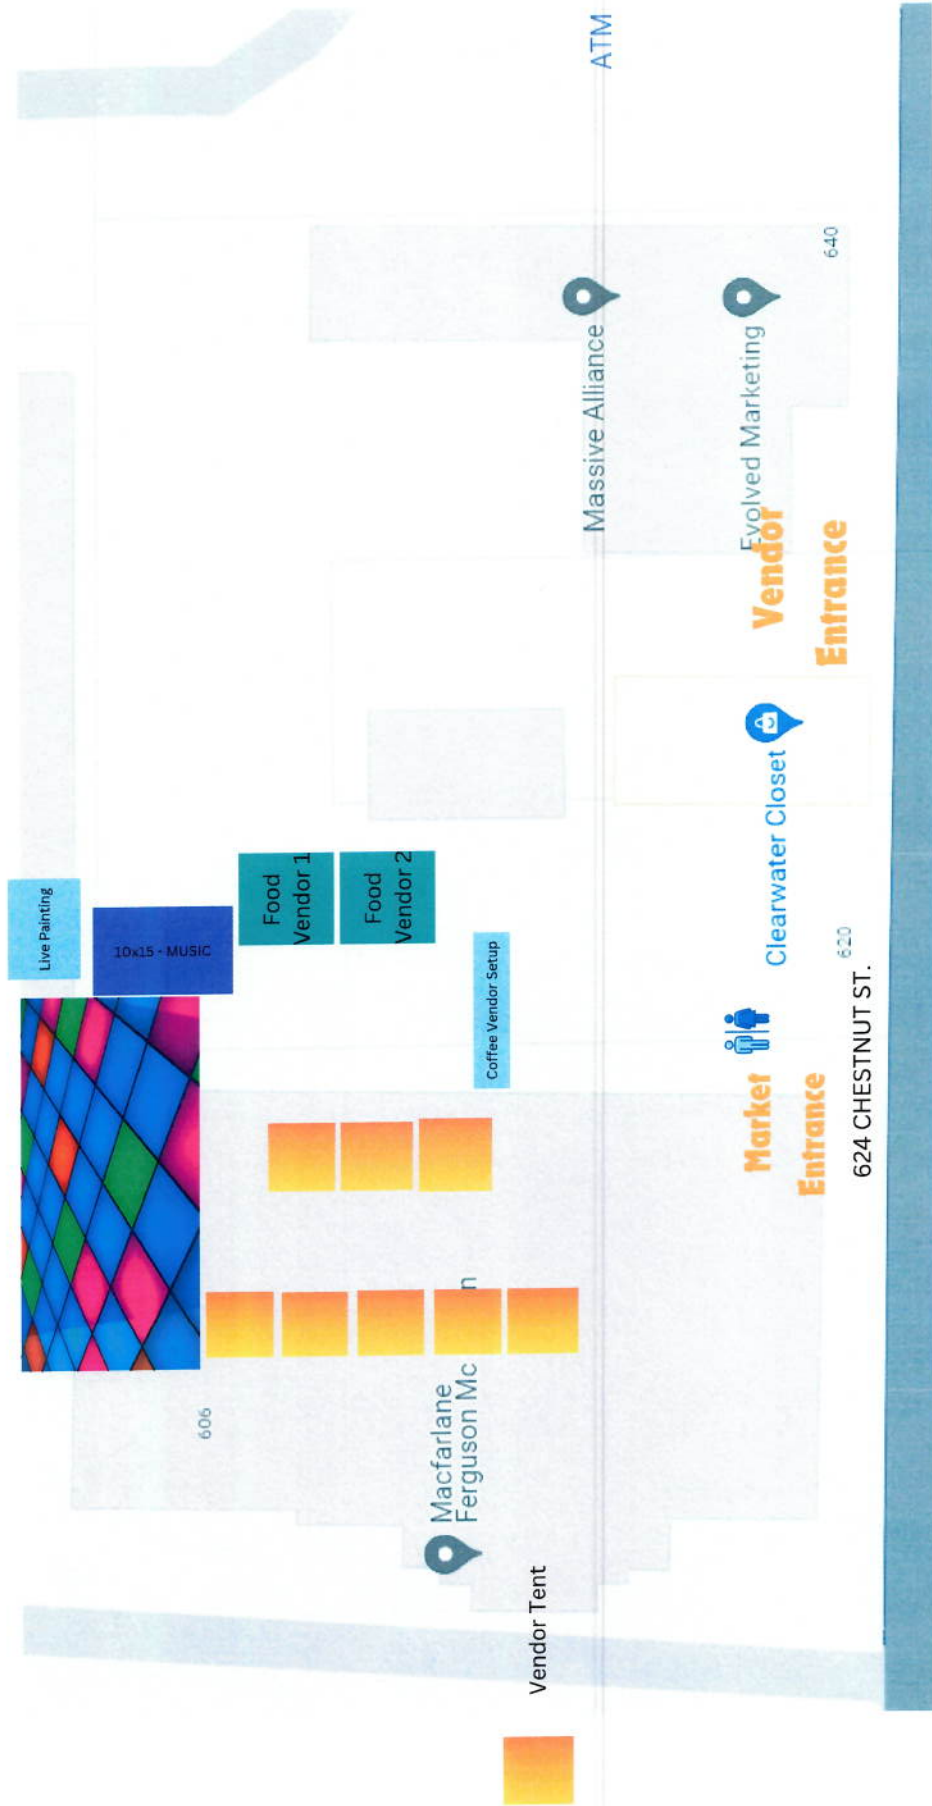 Live Painting
10x15 - MUSIC
Food
Vendor 1
Food
Vendor 2
Coffee Vendor Setup
606
Macfarlane
Ferguson Mc
n
Vendor Tent
ATM
Massive Alliance
Evolved Marketing
640
Vendor
Entrance
Clearwater Closet
620
Market
Entrance
624 CHESTNUT ST.